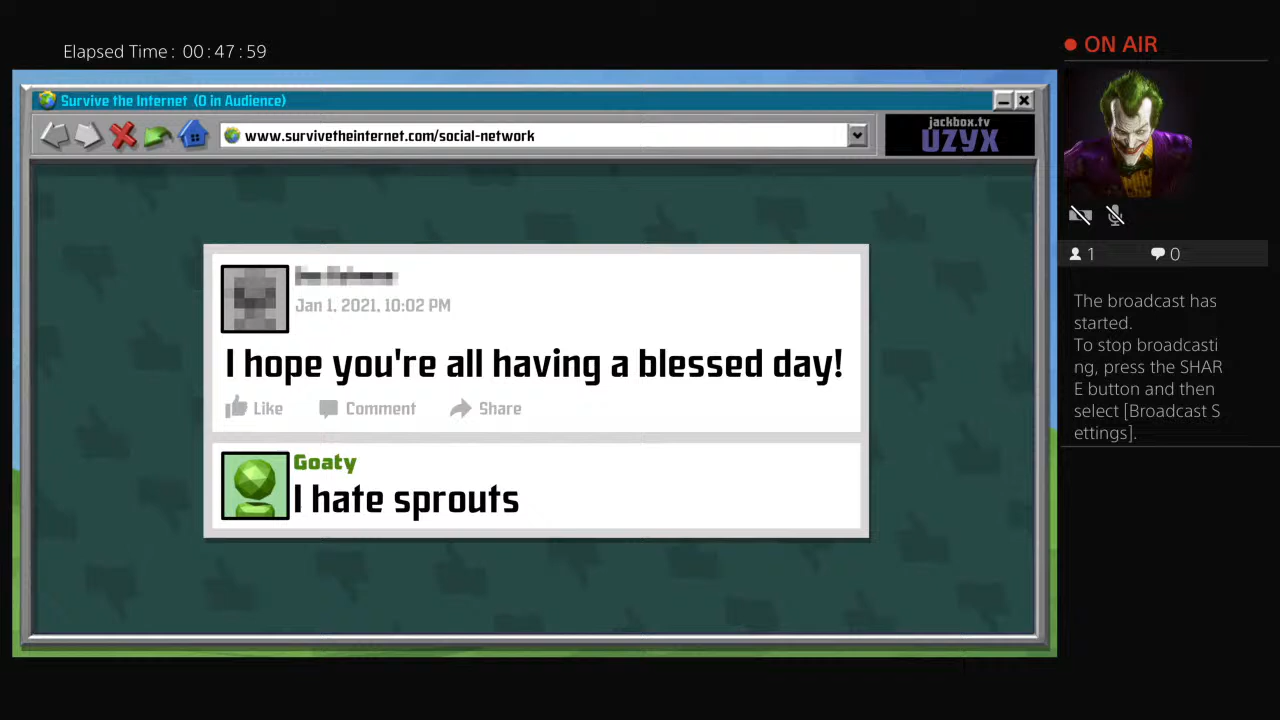 Elapsed Time: 00:47:59
ON AIR
Survive the Internet (0 in Audience)
www.survivetheinternet.com/social-network
jackbox.tv
UZYX
Jan 1, 2021, 10:02 PM
I hope you're all having a blessed day!
Like Comment Share
Goaty
I hate sprouts
1 0
The broadcast has
started.
To stop broadcasti
ng, press the SHAR
E button and then
select [Broadcast S
ettings].